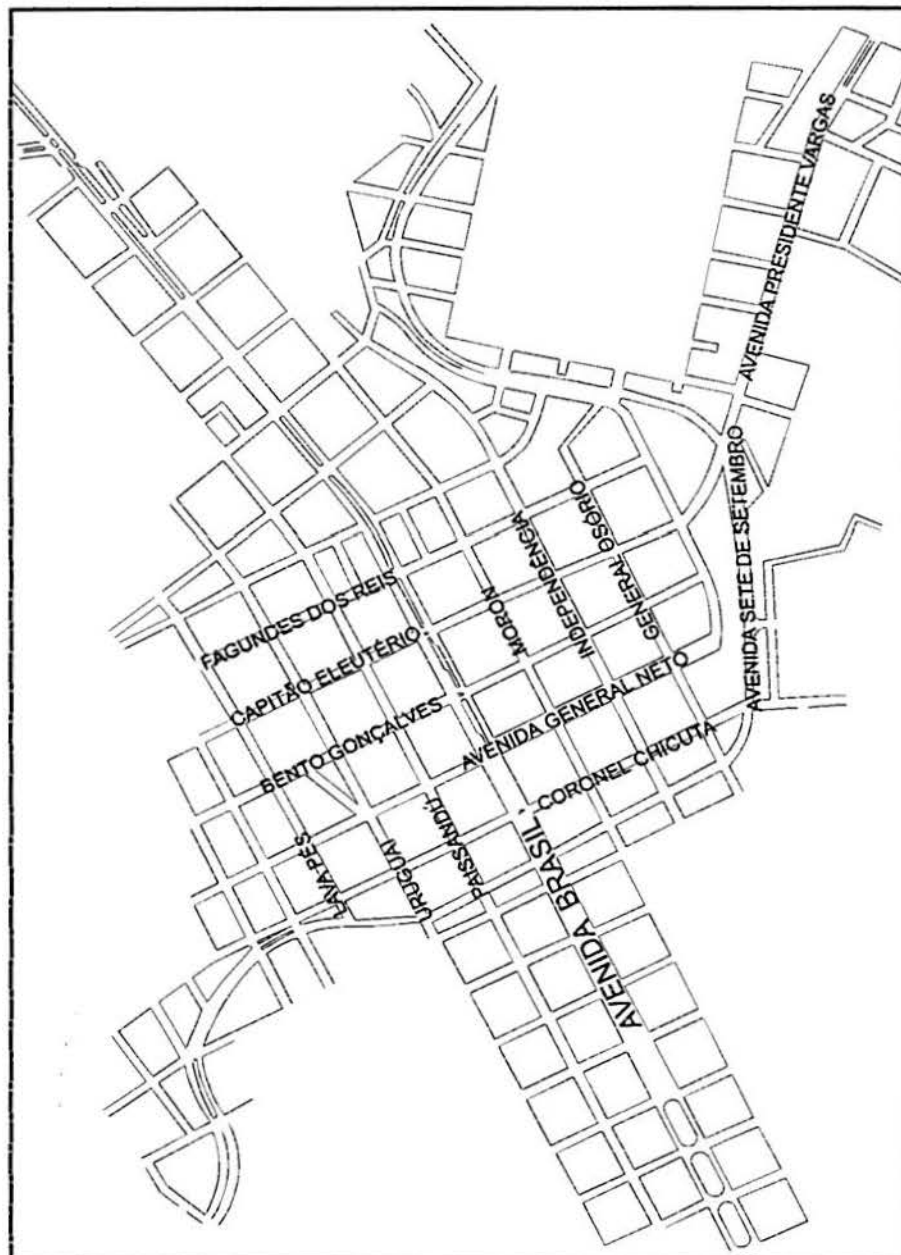 AVENIDA PRESIDENTE VARGAS
AVENIDA SETE DE SETEMBRO
FAGUNDES DOS REIS
CAPITÃO ELEUTÉRIO
BENTO GONÇALVES
MORON
INDEPENDÊNCIA
GENERAL OSÓRIO
AVENIDA GENERAL NETO
CORONEL CHICUTA
LAVA PÉS
URUGUAI
PAISSANDÚ
AVENIDA BRASIL